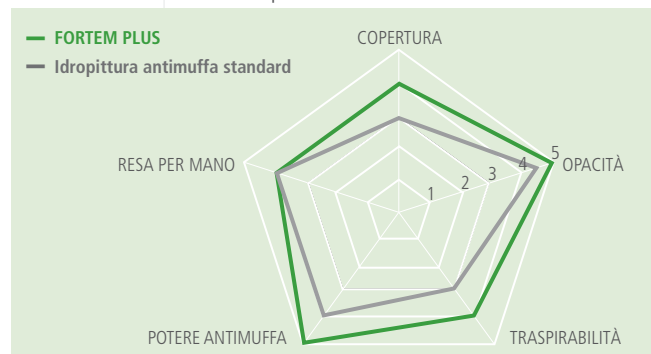 FORTEM PLUS
Idropittura antimuffa standard
COPERTURA
RESA PER MANO
1
2
3
4
5
OPACITÀ
POTERE ANTIMUFFA
TRASPIRABILITÀ